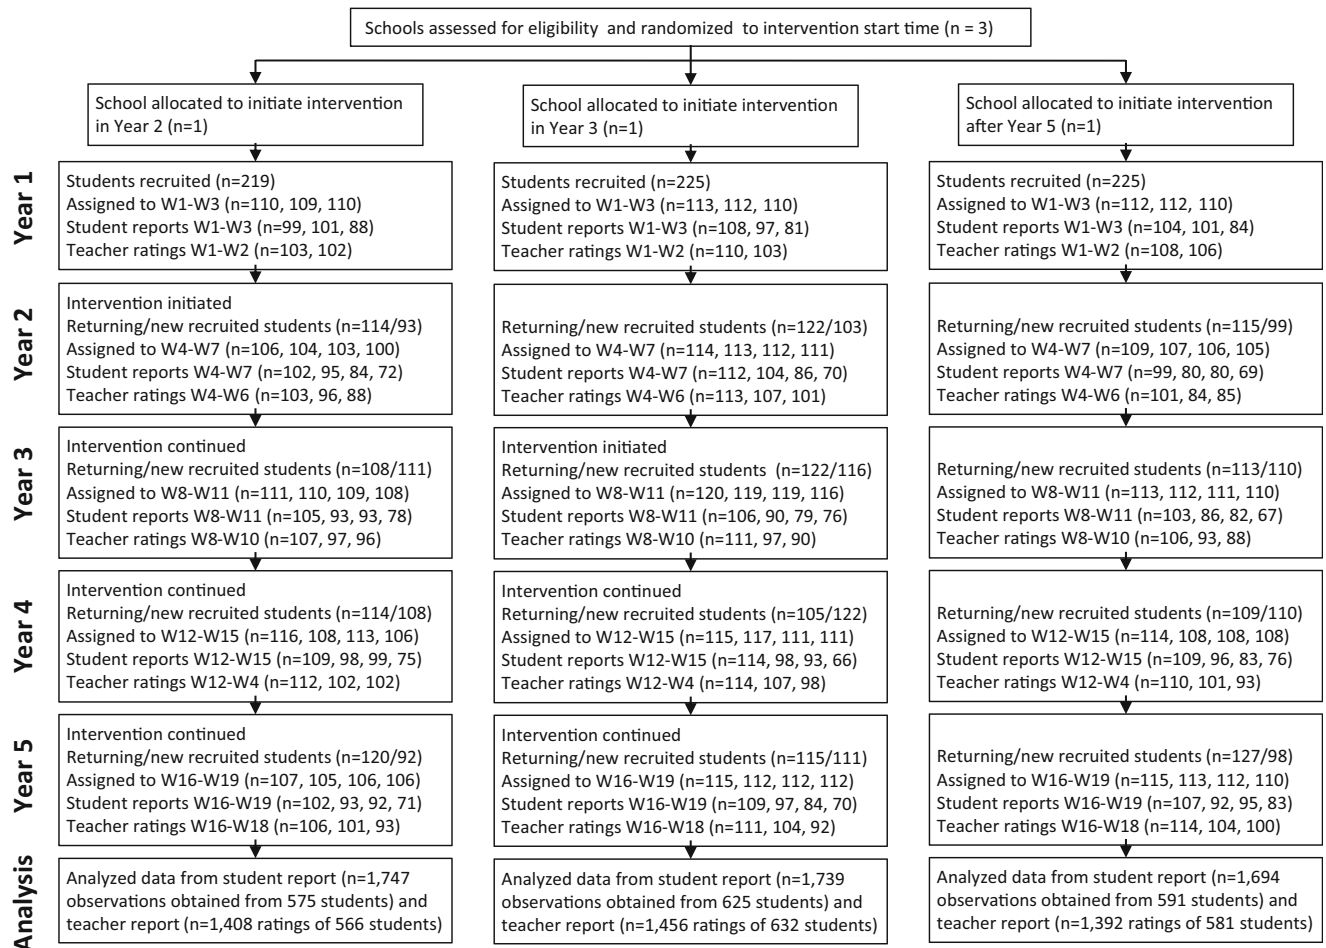 Schools assessed for eligibility and randomized to intervention start time (n = 3)
School allocated to initiate intervention
in Year 2 (n=1)
School allocated to initiate intervention
in Year 3 (n=1)
School allocated to initiate intervention
after Year 5 (n=1)
Year 1
Students recruited (n=219)
Assigned to W1-W3 (n=110, 109, 110)
Student reports W1-W3 (n=99, 101, 88)
Teacher ratings W1-W2 (n=103, 102)
Students recruited (n=225)
Assigned to W1-W3 (n=113, 112, 110)
Student reports W1-W3 (n=108, 97, 81)
Teacher ratings W1-W2 (n=110, 103)
Students recruited (n=225)
Assigned to W1-W3 (n=112, 112, 110)
Student reports W1-W3 (n=104, 101, 84)
Teacher ratings W1-W2 (n=108, 106)
Year 2
Intervention initiated
Returning/new recruited students (n=114/93)
Assigned to W4-W7 (n=106, 104, 103, 100)
Student reports W4-W7 (n=102, 95, 84, 72)
Teacher ratings W4-W6 (n=103, 96, 88)
Returning/new recruited students (n=122/103)
Assigned to W4-W7 (n=114, 113, 112, 111)
Student reports W4-W7 (n=112, 104, 86, 70)
Teacher ratings W4-W6 (n=113, 107, 101)
Returning/new recruited students (n=115/99)
Assigned to W4-W7 (n=109, 107, 106, 105)
Student reports W4-W7 (n=99, 80, 80, 69)
Teacher ratings W4-W6 (n=101, 84, 85)
Year 3
Intervention continued
Returning/new recruited students (n=108/111)
Assigned to W8-W11 (n=111, 110, 109, 108)
Student reports W8-W11 (n=105, 93, 93, 78)
Teacher ratings W8-W10 (n=107, 97, 96)
Intervention initiated
Returning/new recruited students (n=122/116)
Assigned to W8-W11 (n=120, 119, 119, 116)
Student reports W8-W11 (n=106, 90, 79, 76)
Teacher ratings W8-W10 (n=111, 97, 90)
Returning/new recruited students (n=113/110)
Assigned to W8-W11 (n=113, 112, 111, 110)
Student reports W8-W11 (n=103, 86, 82, 67)
Teacher ratings W8-W10 (n=106, 93, 88)
Year 4
Intervention continued
Returning/new recruited students (n=114/108)
Assigned to W12-W15 (n=116, 108, 113, 106)
Student reports W12-W15 (n=109, 98, 99, 75)
Teacher ratings W12-W4 (n=112, 102, 102)
Intervention continued
Returning/new recruited students (n=105/122)
Assigned to W12-W15 (n=115, 117, 111, 111)
Student reports W12-W15 (n=114, 98, 93, 66)
Teacher ratings W12-W4 (n=114, 107, 98)
Returning/new recruited students (n=109/110)
Assigned to W12-W15 (n=114, 108, 108, 108)
Student reports W12-W15 (n=109, 96, 83, 76)
Teacher ratings W12-W4 (n=110, 101, 93)
Year 5
Intervention continued
Returning/new recruited students (n=120/92)
Assigned to W16-W19 (n=107, 105, 106, 106)
Student reports W16-W19 (n=102, 93, 92, 71)
Teacher ratings W16-W18 (n=106, 101, 93)
Intervention continued
Returning/new recruited students (n=115/111)
Assigned to W16-W19 (n=115, 112, 112, 112)
Student reports W16-W19 (n=109, 97, 84, 70)
Teacher ratings W16-W18 (n=111, 104, 92)
Returning/new recruited students (n=127/98)
Assigned to W16-W19 (n=115, 113, 112, 110)
Student reports W16-W19 (n=107, 92, 95, 83)
Teacher ratings W16-W18 (n=114, 104, 100)
Analysis
Analyzed data from student report (n=1,747
observations obtained from 575 students) and
teacher report (n=1,408 ratings of 566 students)
Analyzed data from student report (n=1,739
observations obtained from 625 students) and
teacher report (n=1,456 ratings of 632 students)
Analyzed data from student report (n=1,694
observations obtained from 591 students) and
teacher report (n=1,392 ratings of 581 students)